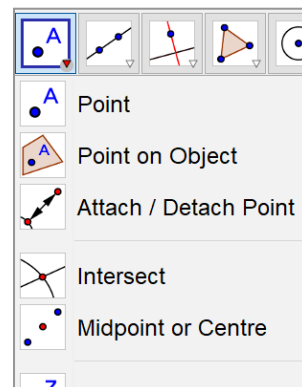 A
A
Point
A
Point on Object
Attach / Detach Point
Intersect
Midpoint or Centre